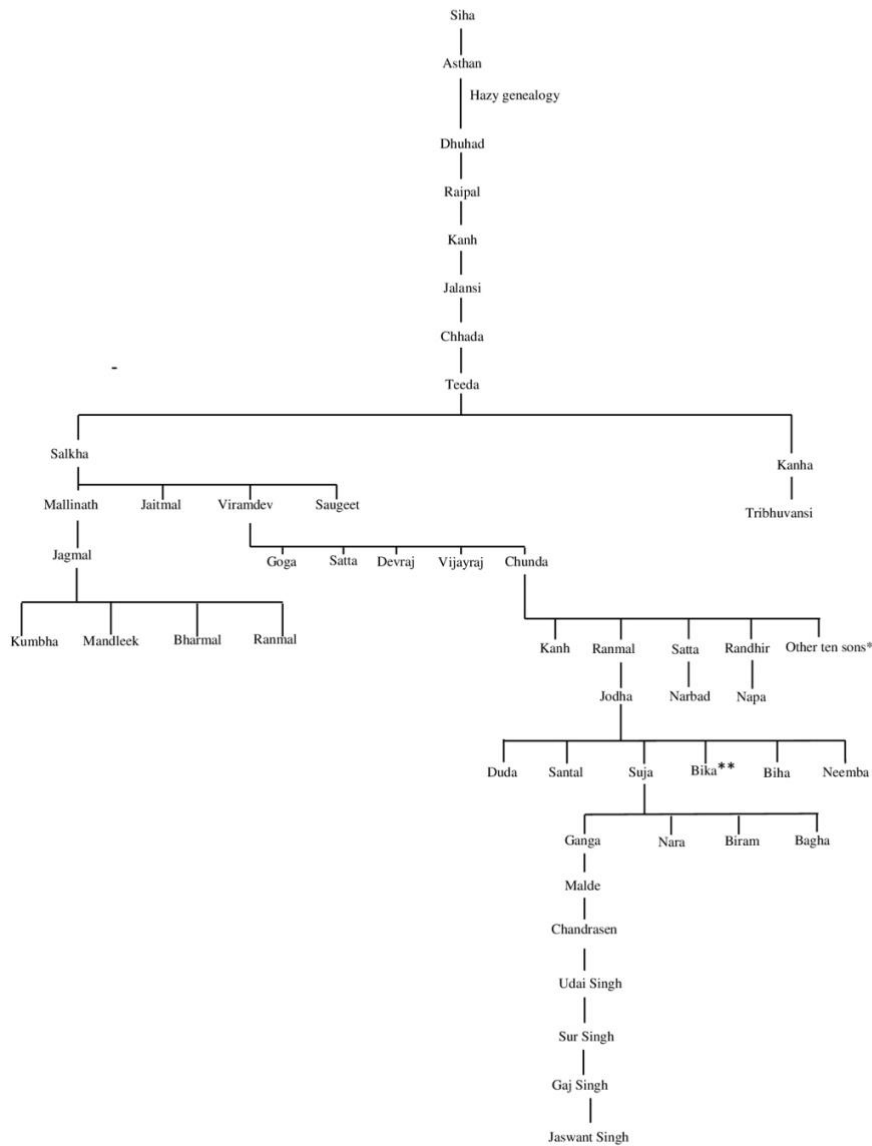 Siha
Asthan
Hazy genealogy
Dhuhad
Raipal
Kanh
Jalansi
Chhada
-
Teeda
Salkha
Kanha
Mallinath Jaitmal Viramdev Saugeet
Tribhuvansi
Jagmal
Goga Satta Devraj Vijayraj Chunda
Kumbha Mandleek Bharmal Ranmal
Kanh Ranmal Satta Randhir Other ten sons*
Jodha Narbad Napa
Duda Santal Suja Bika** Biha Neemba
Ganga Nara Biram Bagha
Malde
Chandrasen
Udai Singh
Sur Singh
Gaj Singh
Jaswant Singh